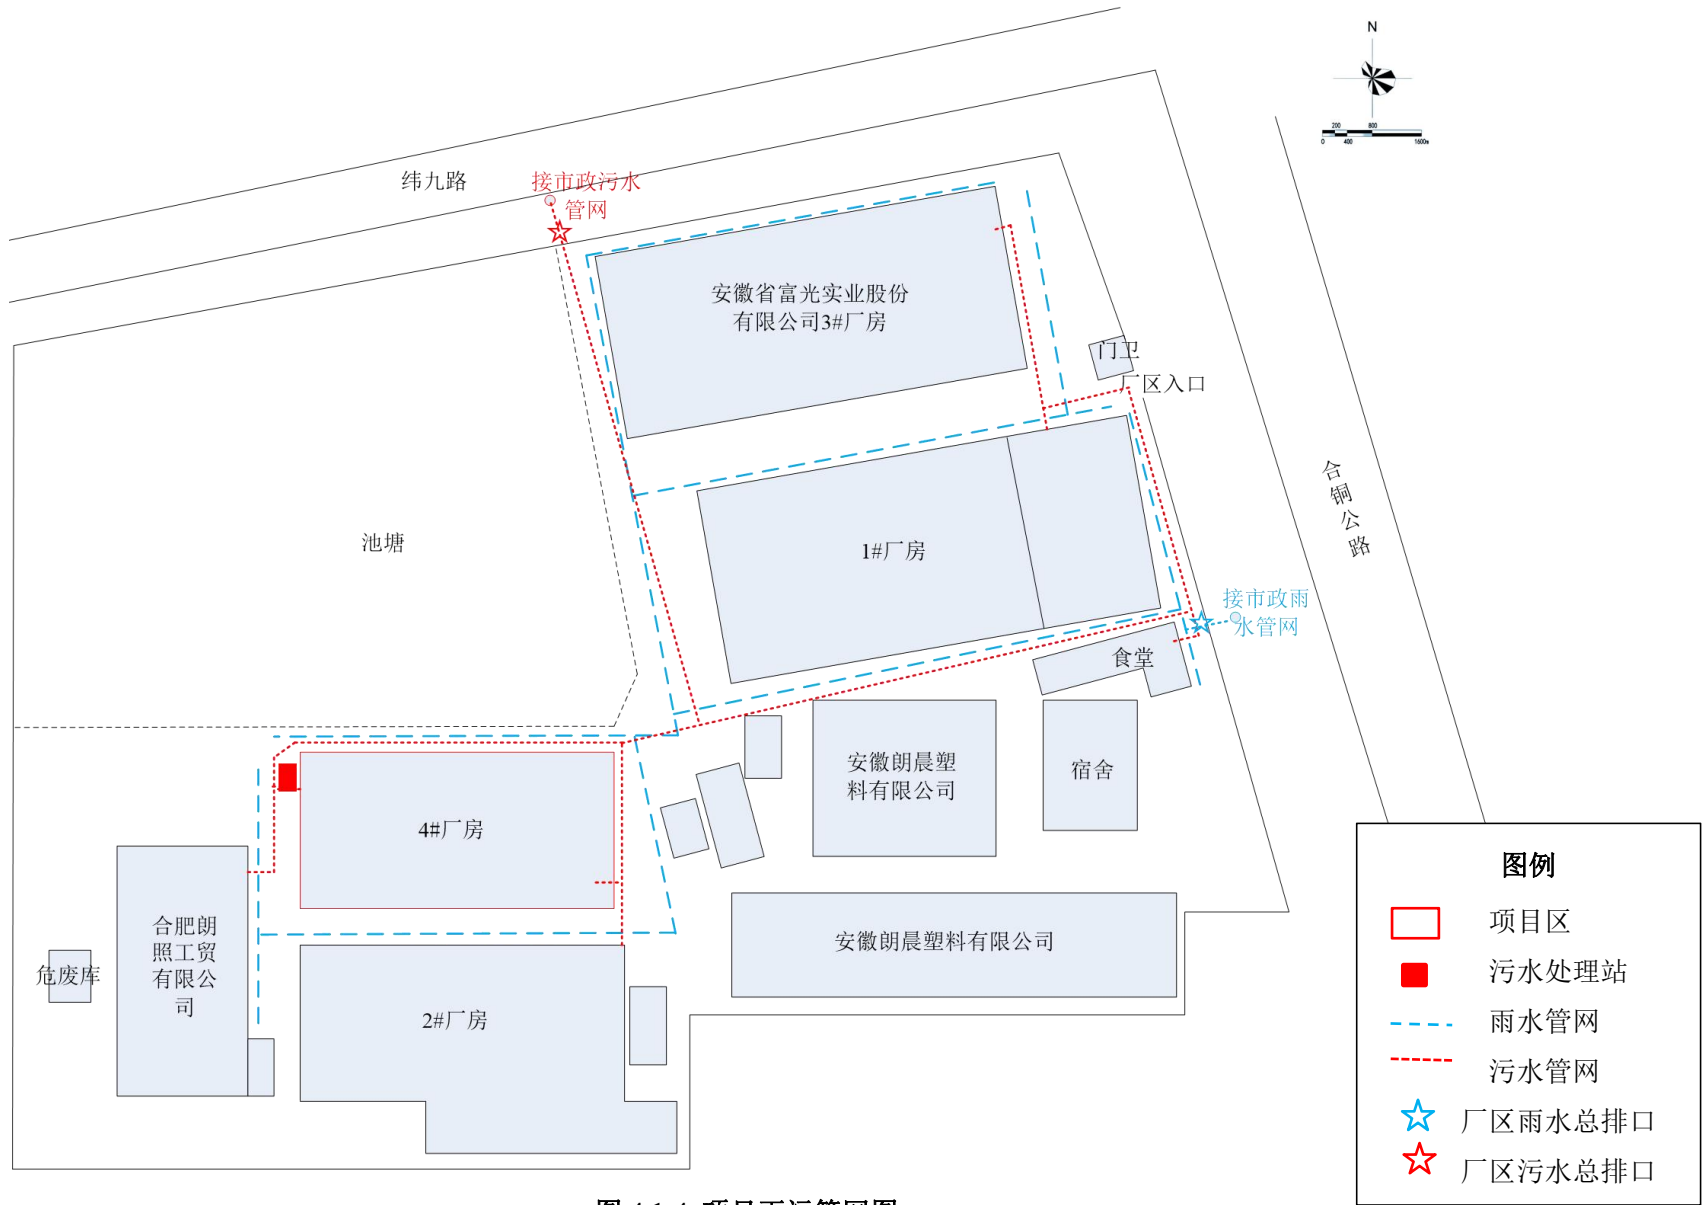 N
200 800
0 400 1600m
纬九路
接市政污水
管网
安徽省富光实业股份
有限公司3#厂房
门卫
厂区入口
合铜公路
池塘
1#厂房
接市政雨
水管网
食堂
安徽朗晨塑
料有限公司
宿舍
4#厂房
合肥朗
照工贸
有限公
司
危废库
安徽朗晨塑料有限公司
2#厂房
图例
项目区
污水处理站
雨水管网
污水管网
厂区雨水总排口
厂区污水总排口